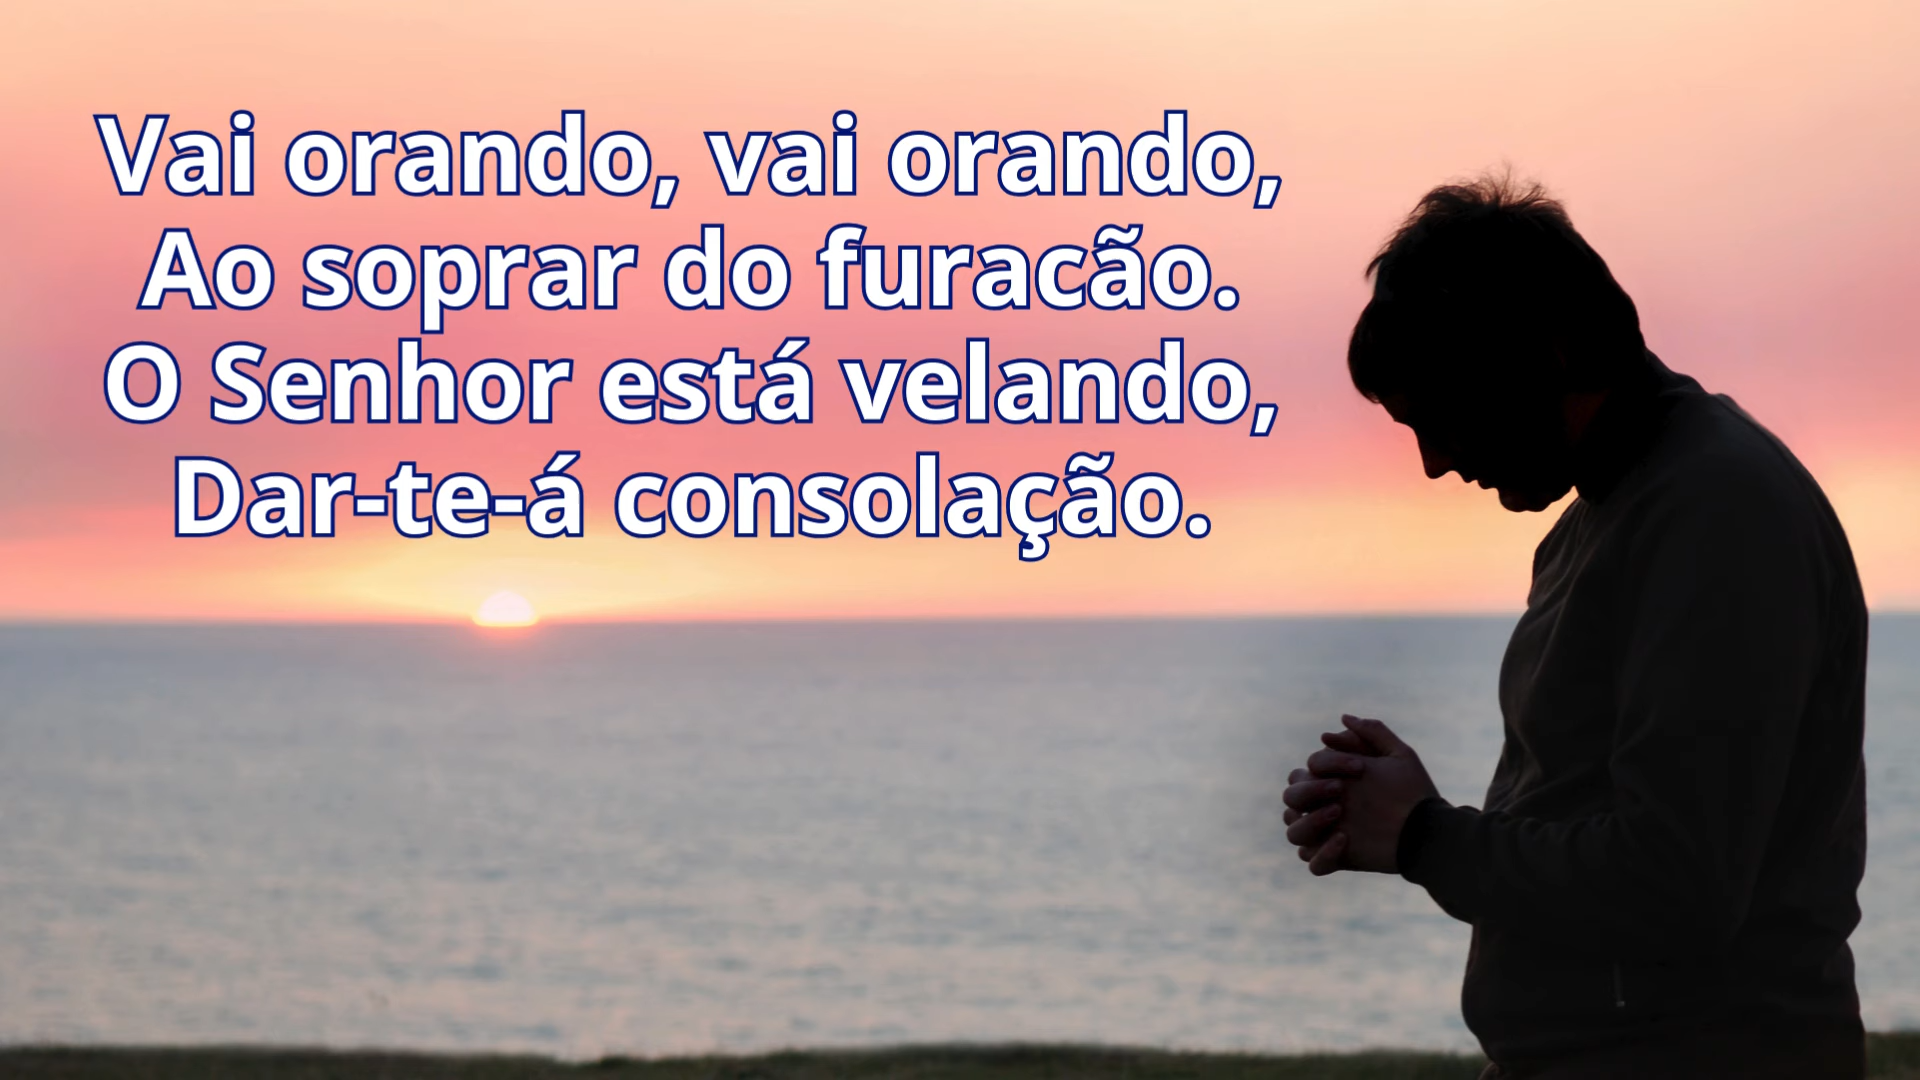 Vai orando, vai orando,
Ao soprar do furacão.
O Senhor está velando,
Dar-te-á consolação.